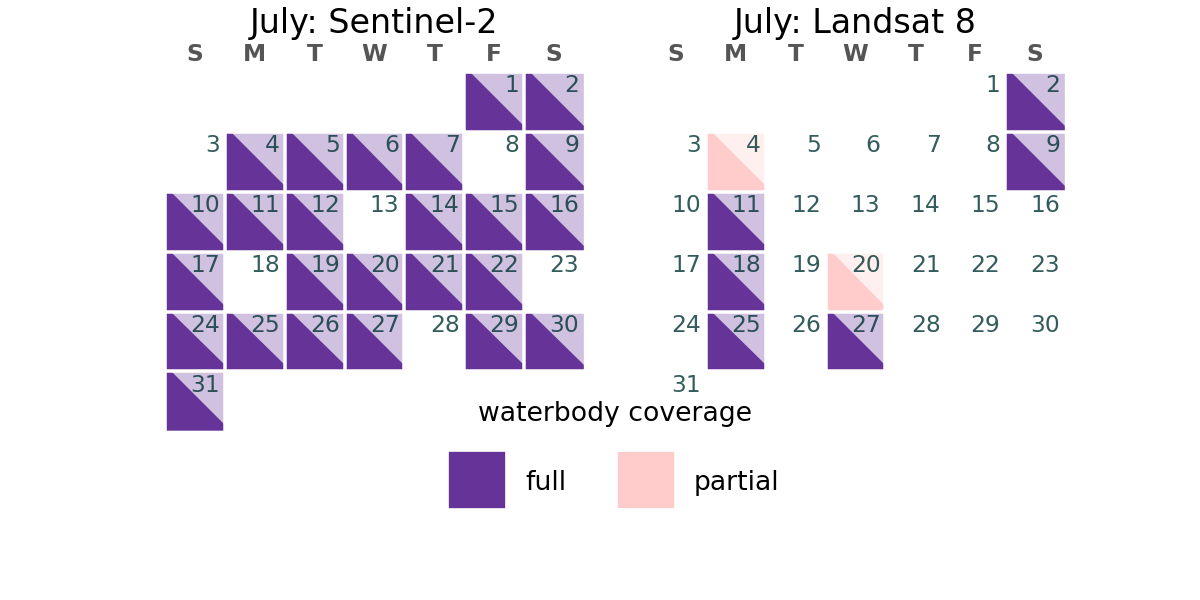 July: Sentinel-2
S M T W T F S
1 2
3 4 5 6 7 8 9
10 11 12 13 14 15 16
17 18 19 20 21 22 23
24 25 26 27 28 29 30
31
July: Landsat 8
S M T W T F S
1 2
3 4 5 6 7 8 9
10 11 12 13 14 15 16
17 18 19 20 21 22 23
24 25 26 27 28 29 30
31
waterbody coverage
full partial